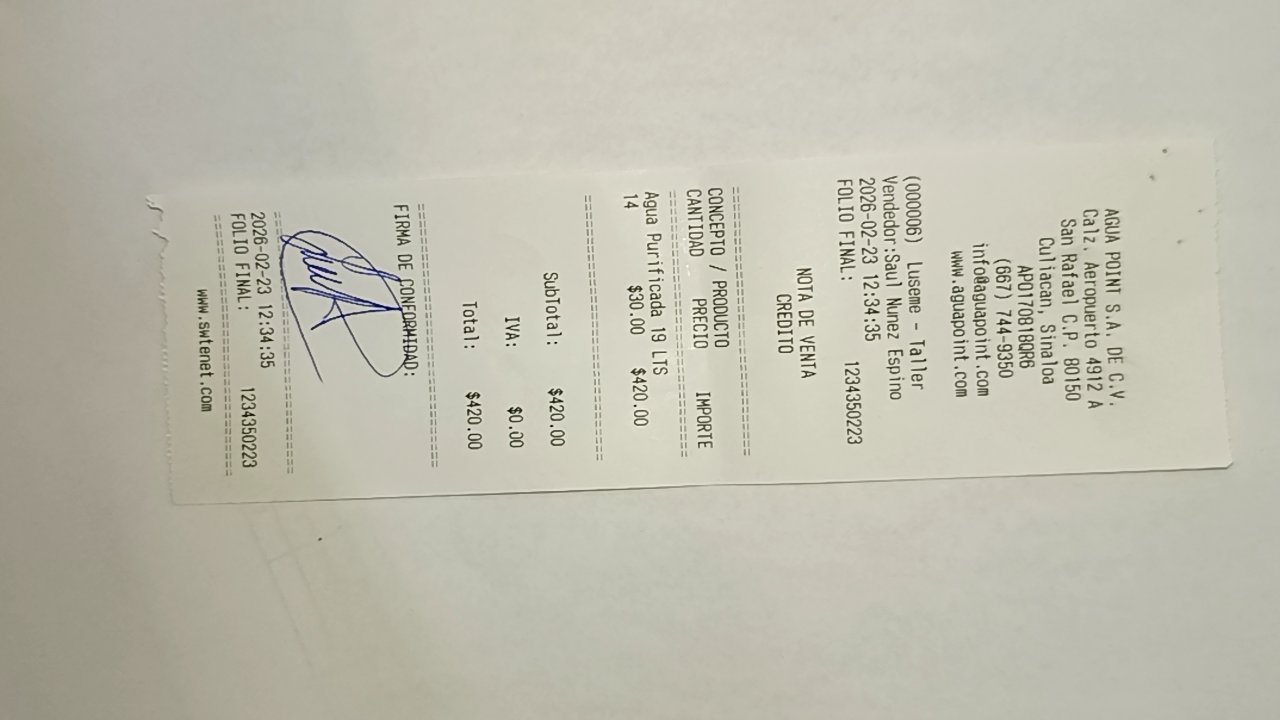 AGUA POINT S.A. DE C.V.
Calz. Aeropuerto 4912 A
San Rafael C.P. 80150
Culiacan, Sinaloa
APO170818QR6
(667) 744-9350
info@aguapoint.com
www.aguapoint.com
(000006) Luseme - Taller
Vendedor:Saul Nunez Espino
2026-02-23 12:34:35
FOLIO FINAL: 1234350223
NOTA DE VENTA
CREDITO
CONCEPTO / PRODUCTO
CANTIDAD PRECIO IMPORTE
Agua Purificada 19 LTS
14 $30.00 $420.00
SubTotal: $420.00
IVA: $0.00
Total: $420.00
FIRMA DE CONFORMIDAD:
2026-02-23 12:34:35
FOLIO FINAL: 1234350223
www.swtenet.com